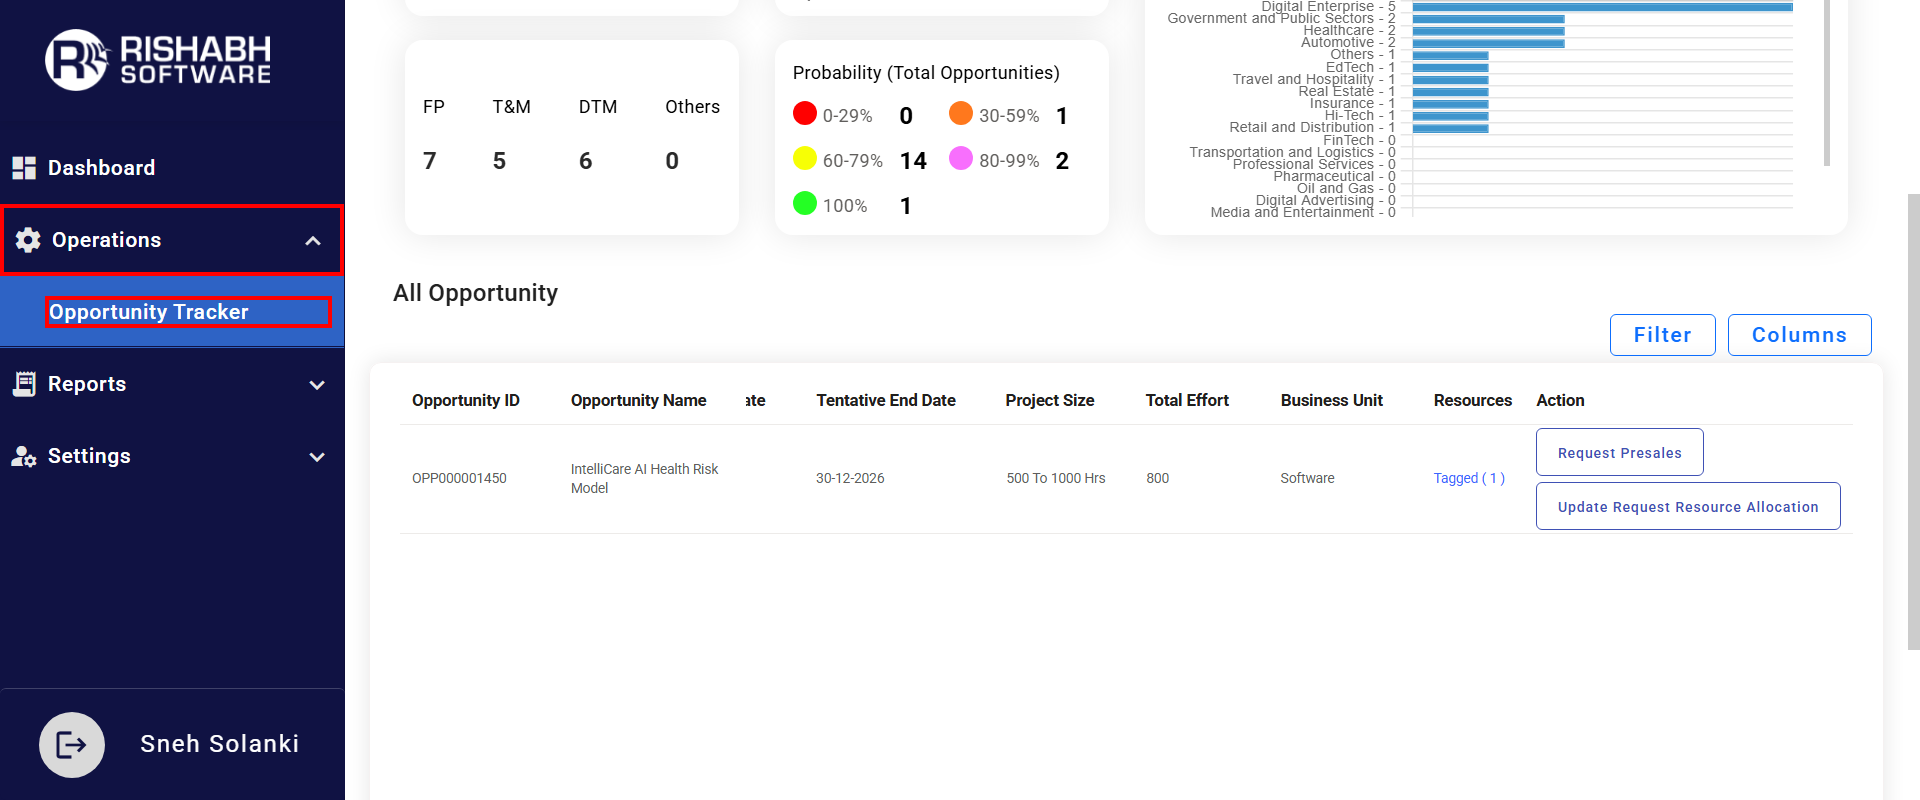 RISHABH
SOFTWARE
Dashboard
Operations
Opportunity Tracker
Reports
Settings
Sneh Solanki
FP T&M DTM Others
7 5 6 0
Probability (Total Opportunities)
0-29% 0 30-59% 1
60-79% 14 80-99% 2
100% 1
Digital Enterprise - 5
Government and Public Sectors - 2
Healthcare - 2
Automotive - 2
Others - 1
EdTech - 1
Travel and Hospitality - 1
Real Estate - 1
Insurance - 1
Hi-Tech - 1
Retail and Distribution - 1
FinTech - 0
Transportation and Logistics - 0
Professional Services - 0
Pharmaceutical - 0
Oil and Gas - 0
Digital Advertising - 0
Media and Entertainment - 0
All Opportunity
Filter Columns
Opportunity ID Opportunity Name ate Tentative End Date Project Size Total Effort Business Unit Resources Action
OPP000001450 IntelliCare AI Health Risk Model 30-12-2026 500 To 1000 Hrs 800 Software Tagged ( 1 )
Request Presales
Update Request Resource Allocation